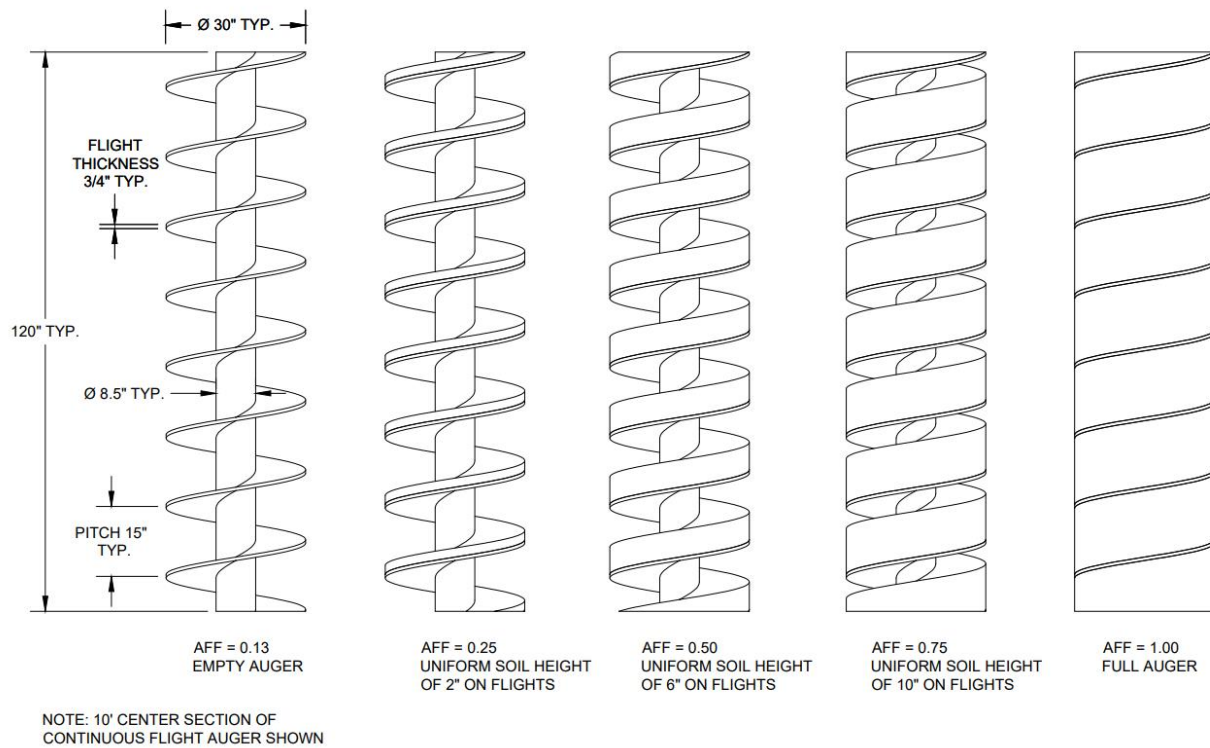 Ø 30" TYP.
FLIGHT
THICKNESS
3/4" TYP.
120" TYP.
Ø 8.5" TYP.
PITCH 15"
TYP.
AFF = 0.13
EMPTY AUGER
AFF = 0.25
UNIFORM SOIL HEIGHT
OF 2" ON FLIGHTS
AFF = 0.50
UNIFORM SOIL HEIGHT
OF 6" ON FLIGHTS
AFF = 0.75
UNIFORM SOIL HEIGHT
OF 10" ON FLIGHTS
AFF = 1.00
FULL AUGER
NOTE: 10' CENTER SECTION OF
CONTINUOUS FLIGHT AUGER SHOWN